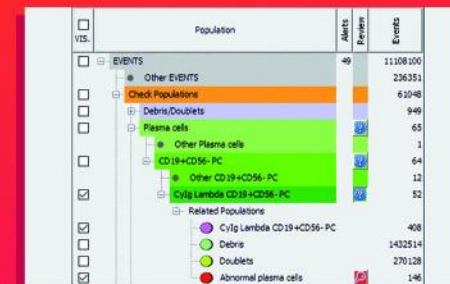 VIS. Population Alerts Review Events
EVENTS 49 11108100
Other EVENTS 236351
Check Populations 61048
Debris/Doublets 949
Plasma cells 65
Other Plasma cells 1
CD19+CD56- PC 64
Other CD19+CD56- PC 12
CyIg Lambda CD19+CD56- PC 52
Related Populations
CyIg Lambda CD19+CD56- PC 408
Debris 1432514
Doublets 270128
Abnormal plasma cells 146